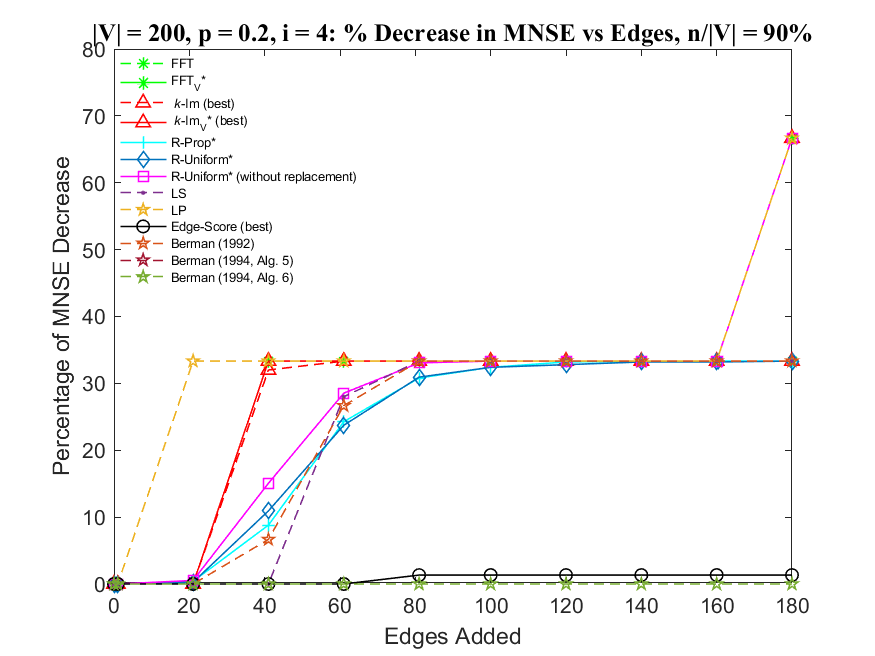 |V| = 200, p = 0.2, i = 4: % Decrease in MNSE vs Edges, n/|V| = 90%
80
70
60
50
40
30
20
10
0
Percentage of MNSE Decrease
FFT
FFT_V*
k-Im (best)
k-Im_V* (best)
R-Prop*
R-Uniform*
R-Uniform* (without replacement)
LS
LP
Edge-Score (best)
Berman (1992)
Berman (1994, Alg. 5)
Berman (1994, Alg. 6)
0 20 40 60 80 100 120 140 160 180
Edges Added